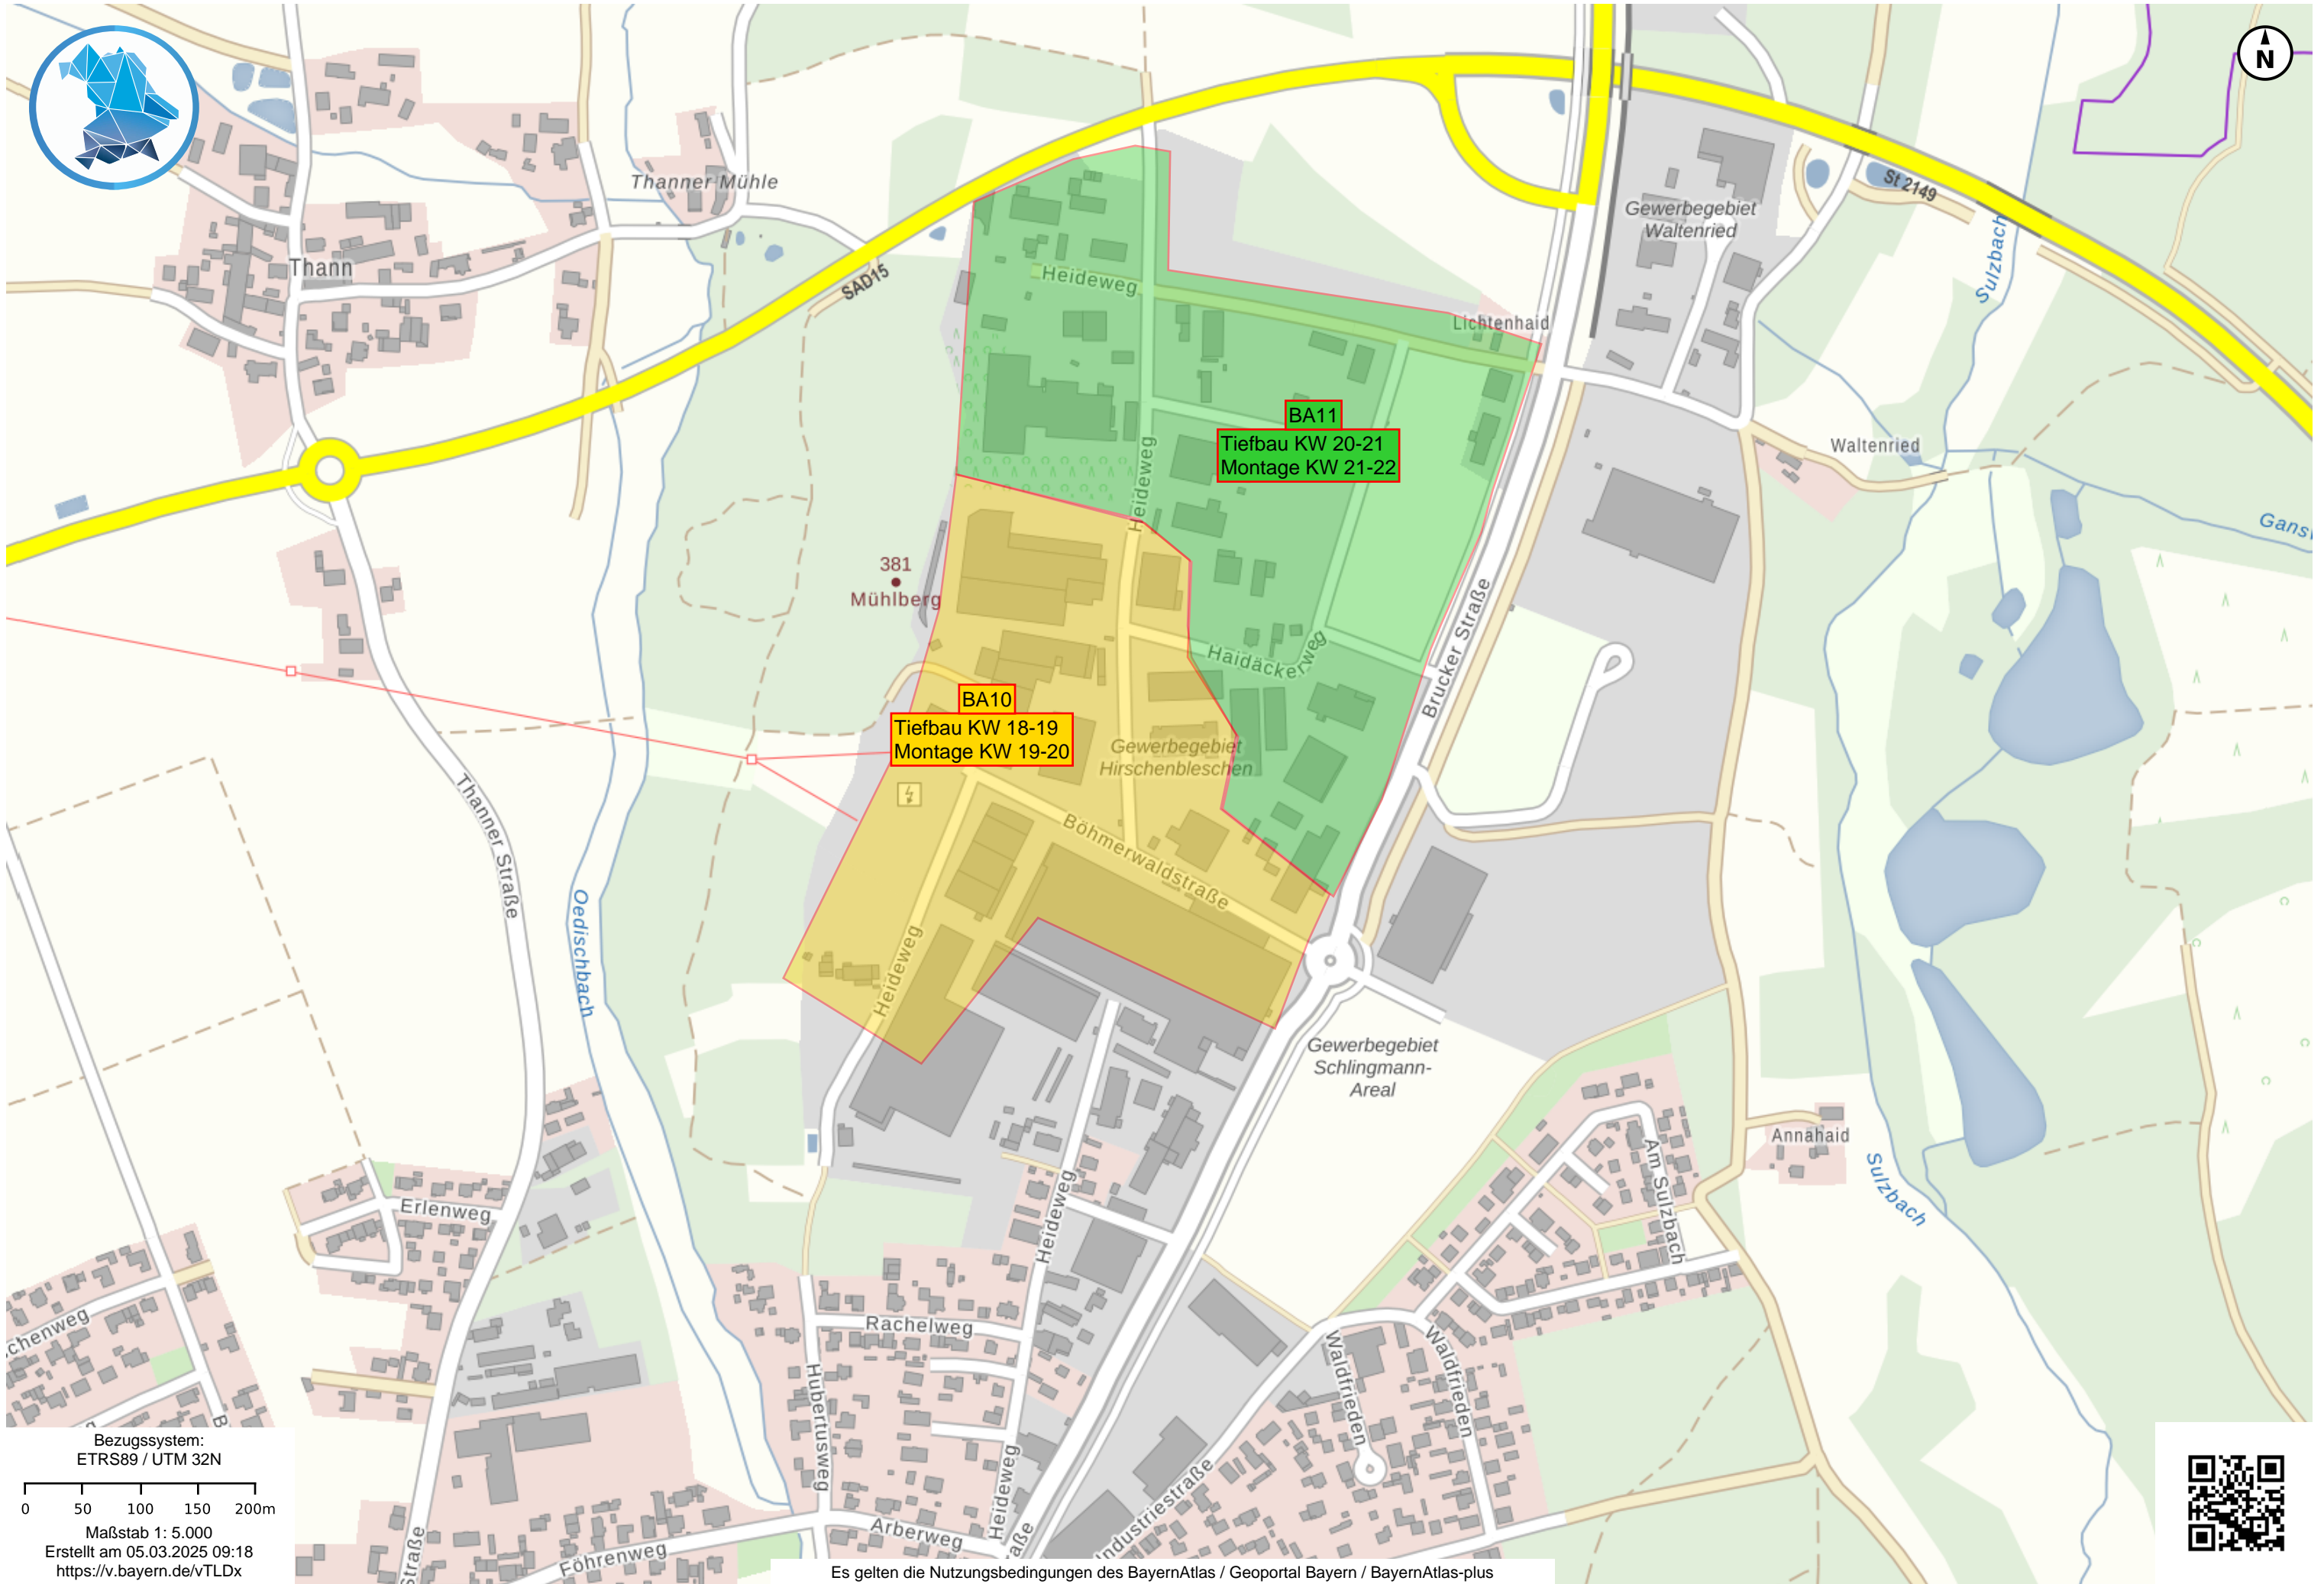 N
Thanner Mühle
St 2149
Gewerbegebiet
Waltenried
Sulzbach
Thann
SAD15
Heideweg
Lichtenhaid
BA11
Tiefbau KW 20-21
Montage KW 21-22
Heideweg
Waltenried
381
Mühlberg
Brucker Straße
Haidäckerweg
BA10
Tiefbau KW 18-19
Montage KW 19-20
Gewerbegebiet
Hirschenbleschen
Thanner Straße
Böhmerwaldstraße
Oedischbach
Heideweg
Gewerbegebiet
Schlingmann-
Areal
Annahaid
Am Sulzbach
Sulzbach
Erlenweg
Heideweg
chenweg
Rachelweg
Hubertusweg
Waldfrieden
Waldfrieden
B
Heideweg
Industriestraße
Arberweg
Föhrenweg
straße
aße
Bezugssystem:
ETRS89 / UTM 32N
0 50 100 150 200m
Maßstab 1: 5.000
Erstellt am 05.03.2025 09:18
https://v.bayern.de/vTLDx
Es gelten die Nutzungsbedingungen des BayernAtlas / Geoportal Bayern / BayernAtlas-plus